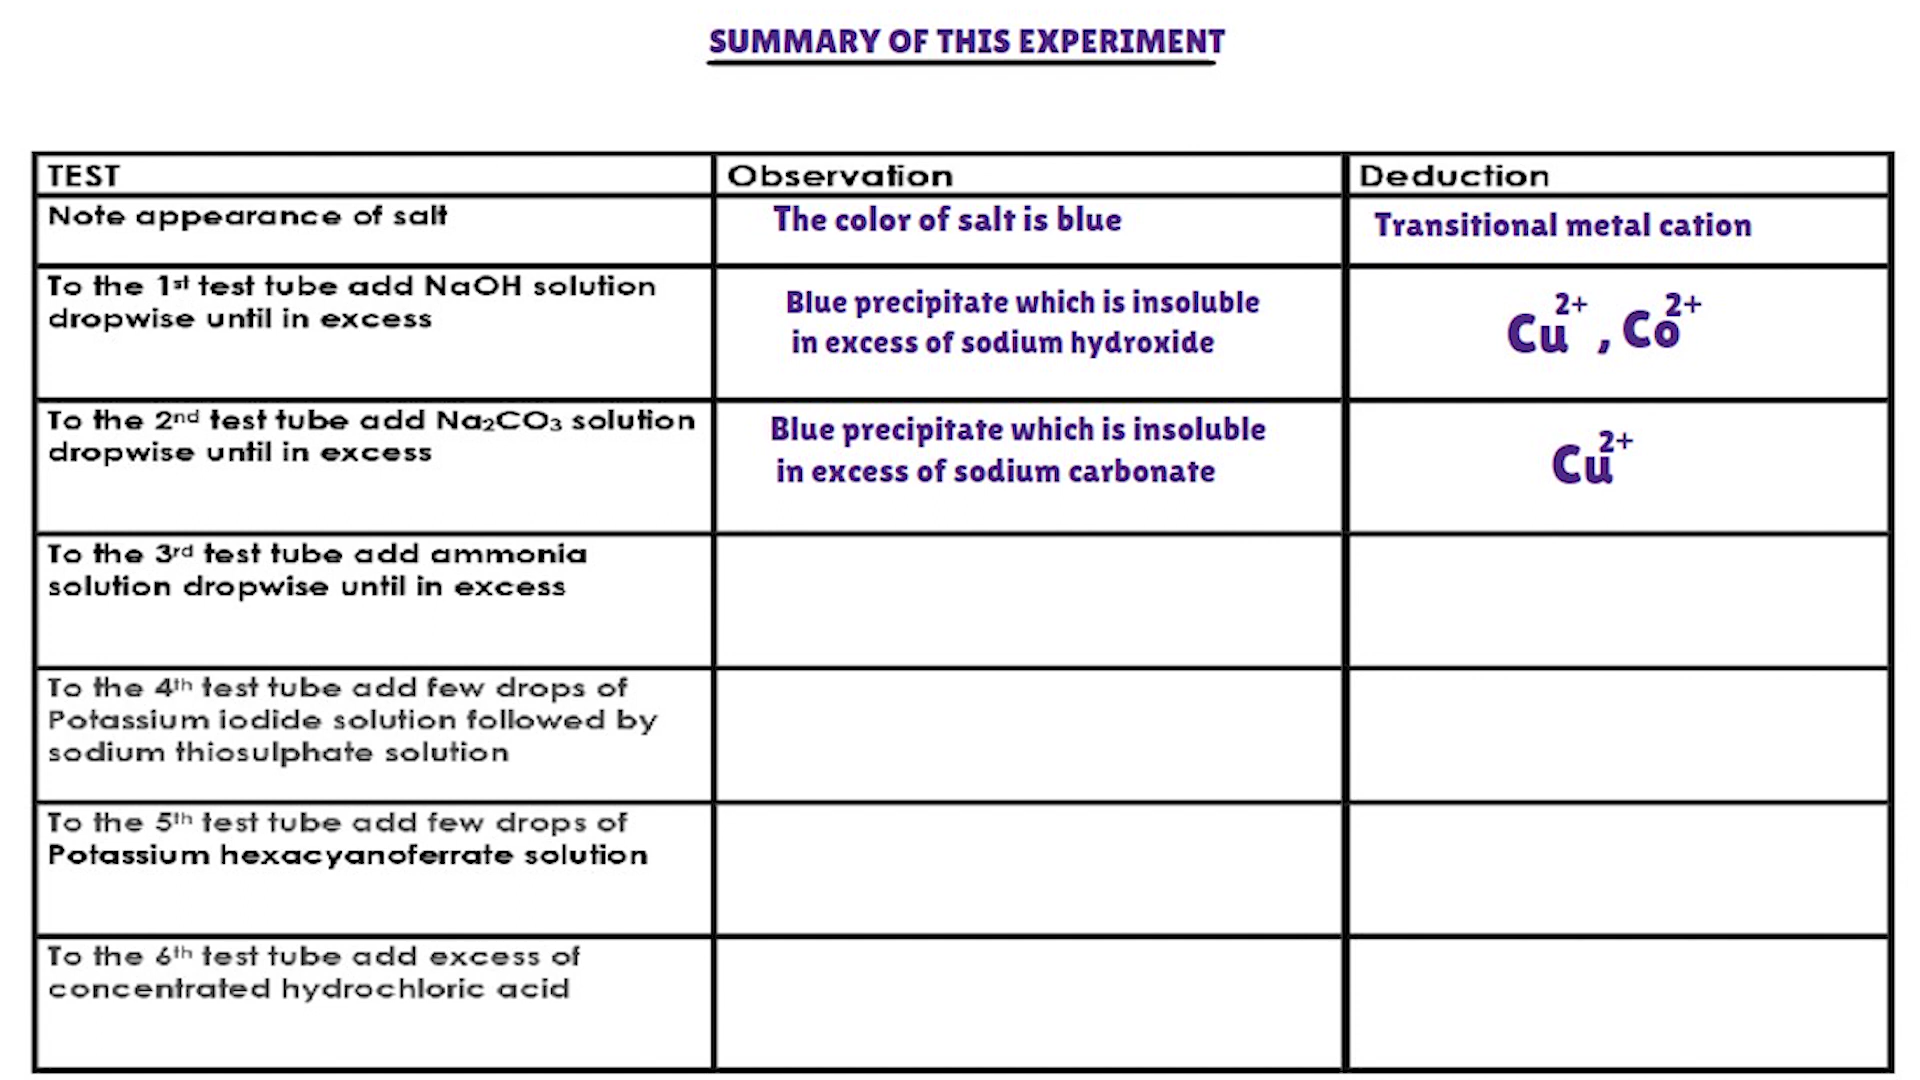 SUMMARY OF THIS EXPERIMENT
TEST
Observation
Deduction
Note appearance of salt
The color of salt is blue
Transitional metal cation
To the 1st test tube add NaOH solution
dropwise until in excess
Blue precipitate which is insoluble
in excess of sodium hydroxide
Cu²⁺ , Co²⁺
To the 2nd test tube add Na₂CO₃ solution
dropwise until in excess
Blue precipitate which is insoluble
in excess of sodium carbonate
Cu²⁺
To the 3rd test tube add ammonia
solution dropwise until in excess
To the 4th test tube add few drops of
Potassium iodide solution followed by
sodium thiosulphate solution
To the 5th test tube add few drops of
Potassium hexacyanoferrate solution
To the 6th test tube add excess of
concentrated hydrochloric acid